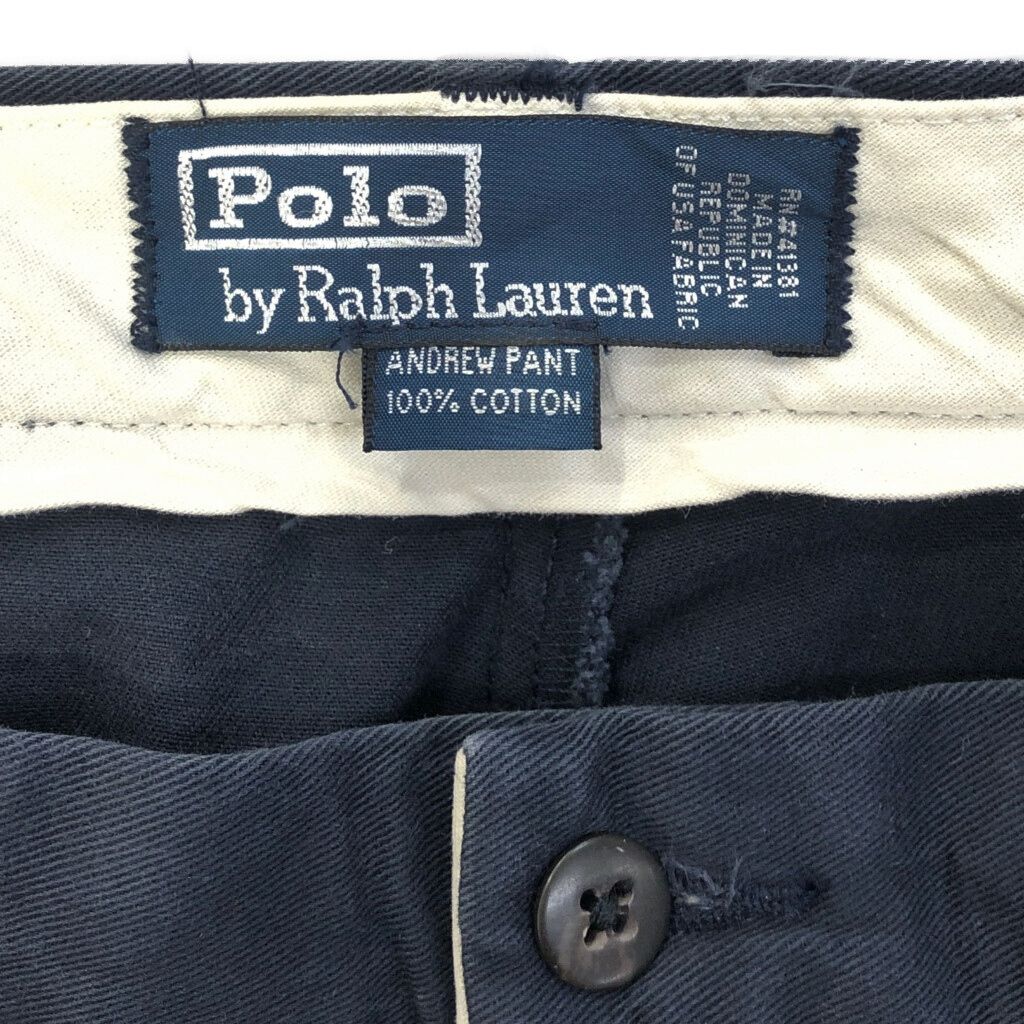 Polo
by Ralph Lauren
RN#41381
MADE IN
DOMINICAN
REPUBLIC
OF USA FABRIC
ANDREW PANT
100% COTTON